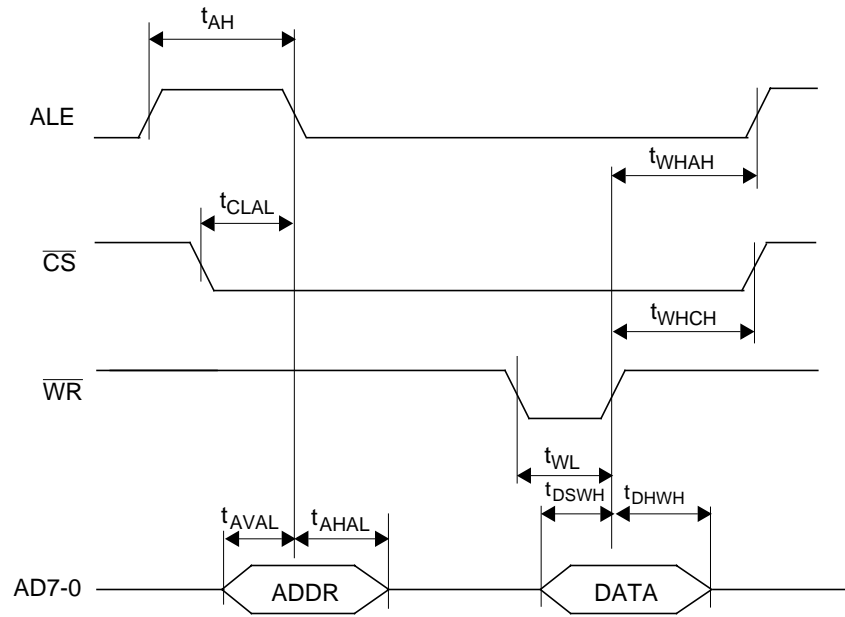 tAH
ALE
tWHAH
tCLAL
CS
tWHCH
WR
tWL
tDSWH
tDHWH
tAVAL
tAHAL
AD7-0
ADDR
DATA